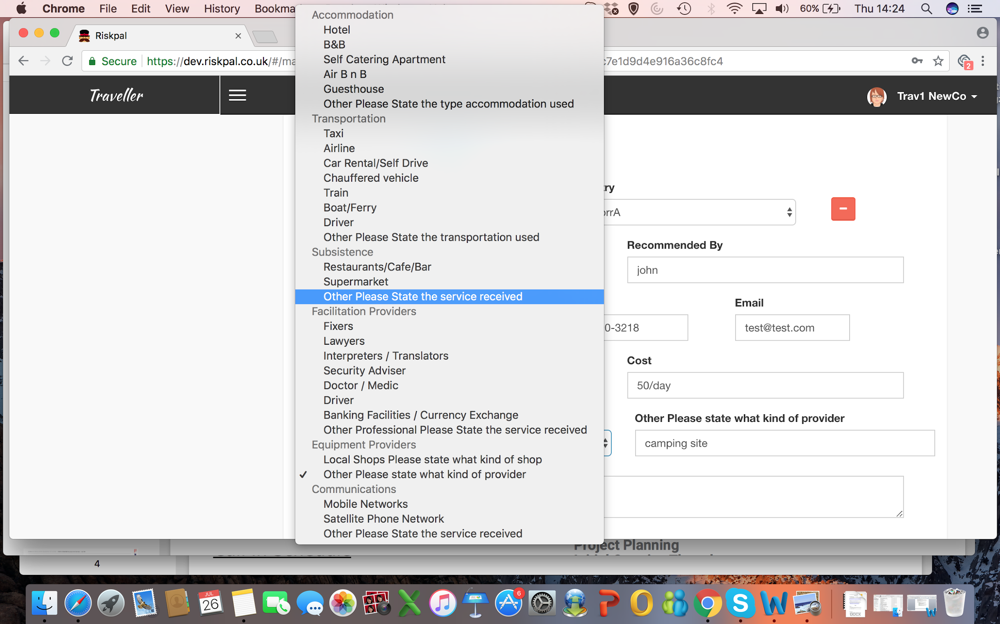 Chrome File Edit View History Bookma 60% Thu 14:24
Riskpal
Secure https://dev.riskpal.co.uk/#/ma c7e1d9d4e916a36c8fc4
2
Traveller
Trav1 NewCo
Accommodation
Hotel
B&B
Self Catering Apartment
Air B n B
Guesthouse
Other Please State the type accommodation used
Transportation
Taxi
Airline
Car Rental/Self Drive
Chauffered vehicle
Train
Boat/Ferry
Driver
Other Please State the transportation used
Subsistence
Restaurants/Cafe/Bar
Supermarket
Other Please State the service received
Facilitation Providers
Fixers
Lawyers
Interpreters / Translators
Security Adviser
Doctor / Medic
Driver
Banking Facilities / Currency Exchange
Other Professional Please State the service received
Equipment Providers
Local Shops Please state what kind of shop
✓ Other Please state what kind of provider
Communications
Mobile Networks
Satellite Phone Network
Other Please State the service received
try
orrA
Recommended By
john
Email
0-3218
test@test.com
Cost
50/day
Other Please state what kind of provider
camping site
Project Planning
4
JUL
26
6
DOCX